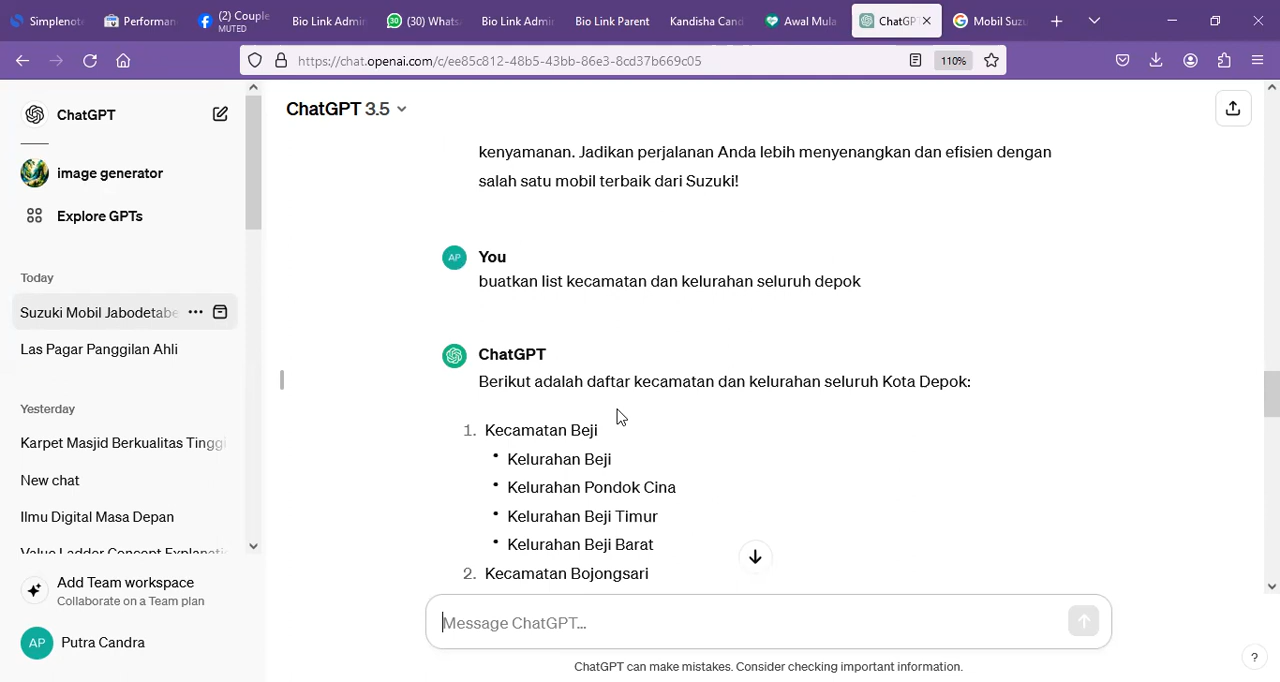 Simplenot
Performan
(2) Couple
MUTED
Bio Link Admin
(30) Whats
Bio Link Admi
Bio Link Parent
Kandisha Cand
Awal Mula
ChatGP
Mobil Suzu
https://chat.openai.com/c/ee85c812-48b5-43bb-86e3-8cd37b669c05
110%
ChatGPT
image generator
Explore GPTs
Today
Suzuki Mobil Jabodetabe
Las Pagar Panggilan Ahli
Yesterday
Karpet Masjid Berkualitas Tinggi
New chat
Ilmu Digital Masa Depan
Value Ladder Concept Explanati
Add Team workspace
Collaborate on a Team plan
AP Putra Candra
ChatGPT 3.5
kenyamanan. Jadikan perjalanan Anda lebih menyenangkan dan efisien dengan
salah satu mobil terbaik dari Suzuki!
AP You
buatkan list kecamatan dan kelurahan seluruh depok
ChatGPT
Berikut adalah daftar kecamatan dan kelurahan seluruh Kota Depok:
1. Kecamatan Beji
• Kelurahan Beji
• Kelurahan Pondok Cina
• Kelurahan Beji Timur
• Kelurahan Beji Barat
2. Kecamatan Bojongsari
Message ChatGPT...
ChatGPT can make mistakes. Consider checking important information.
?